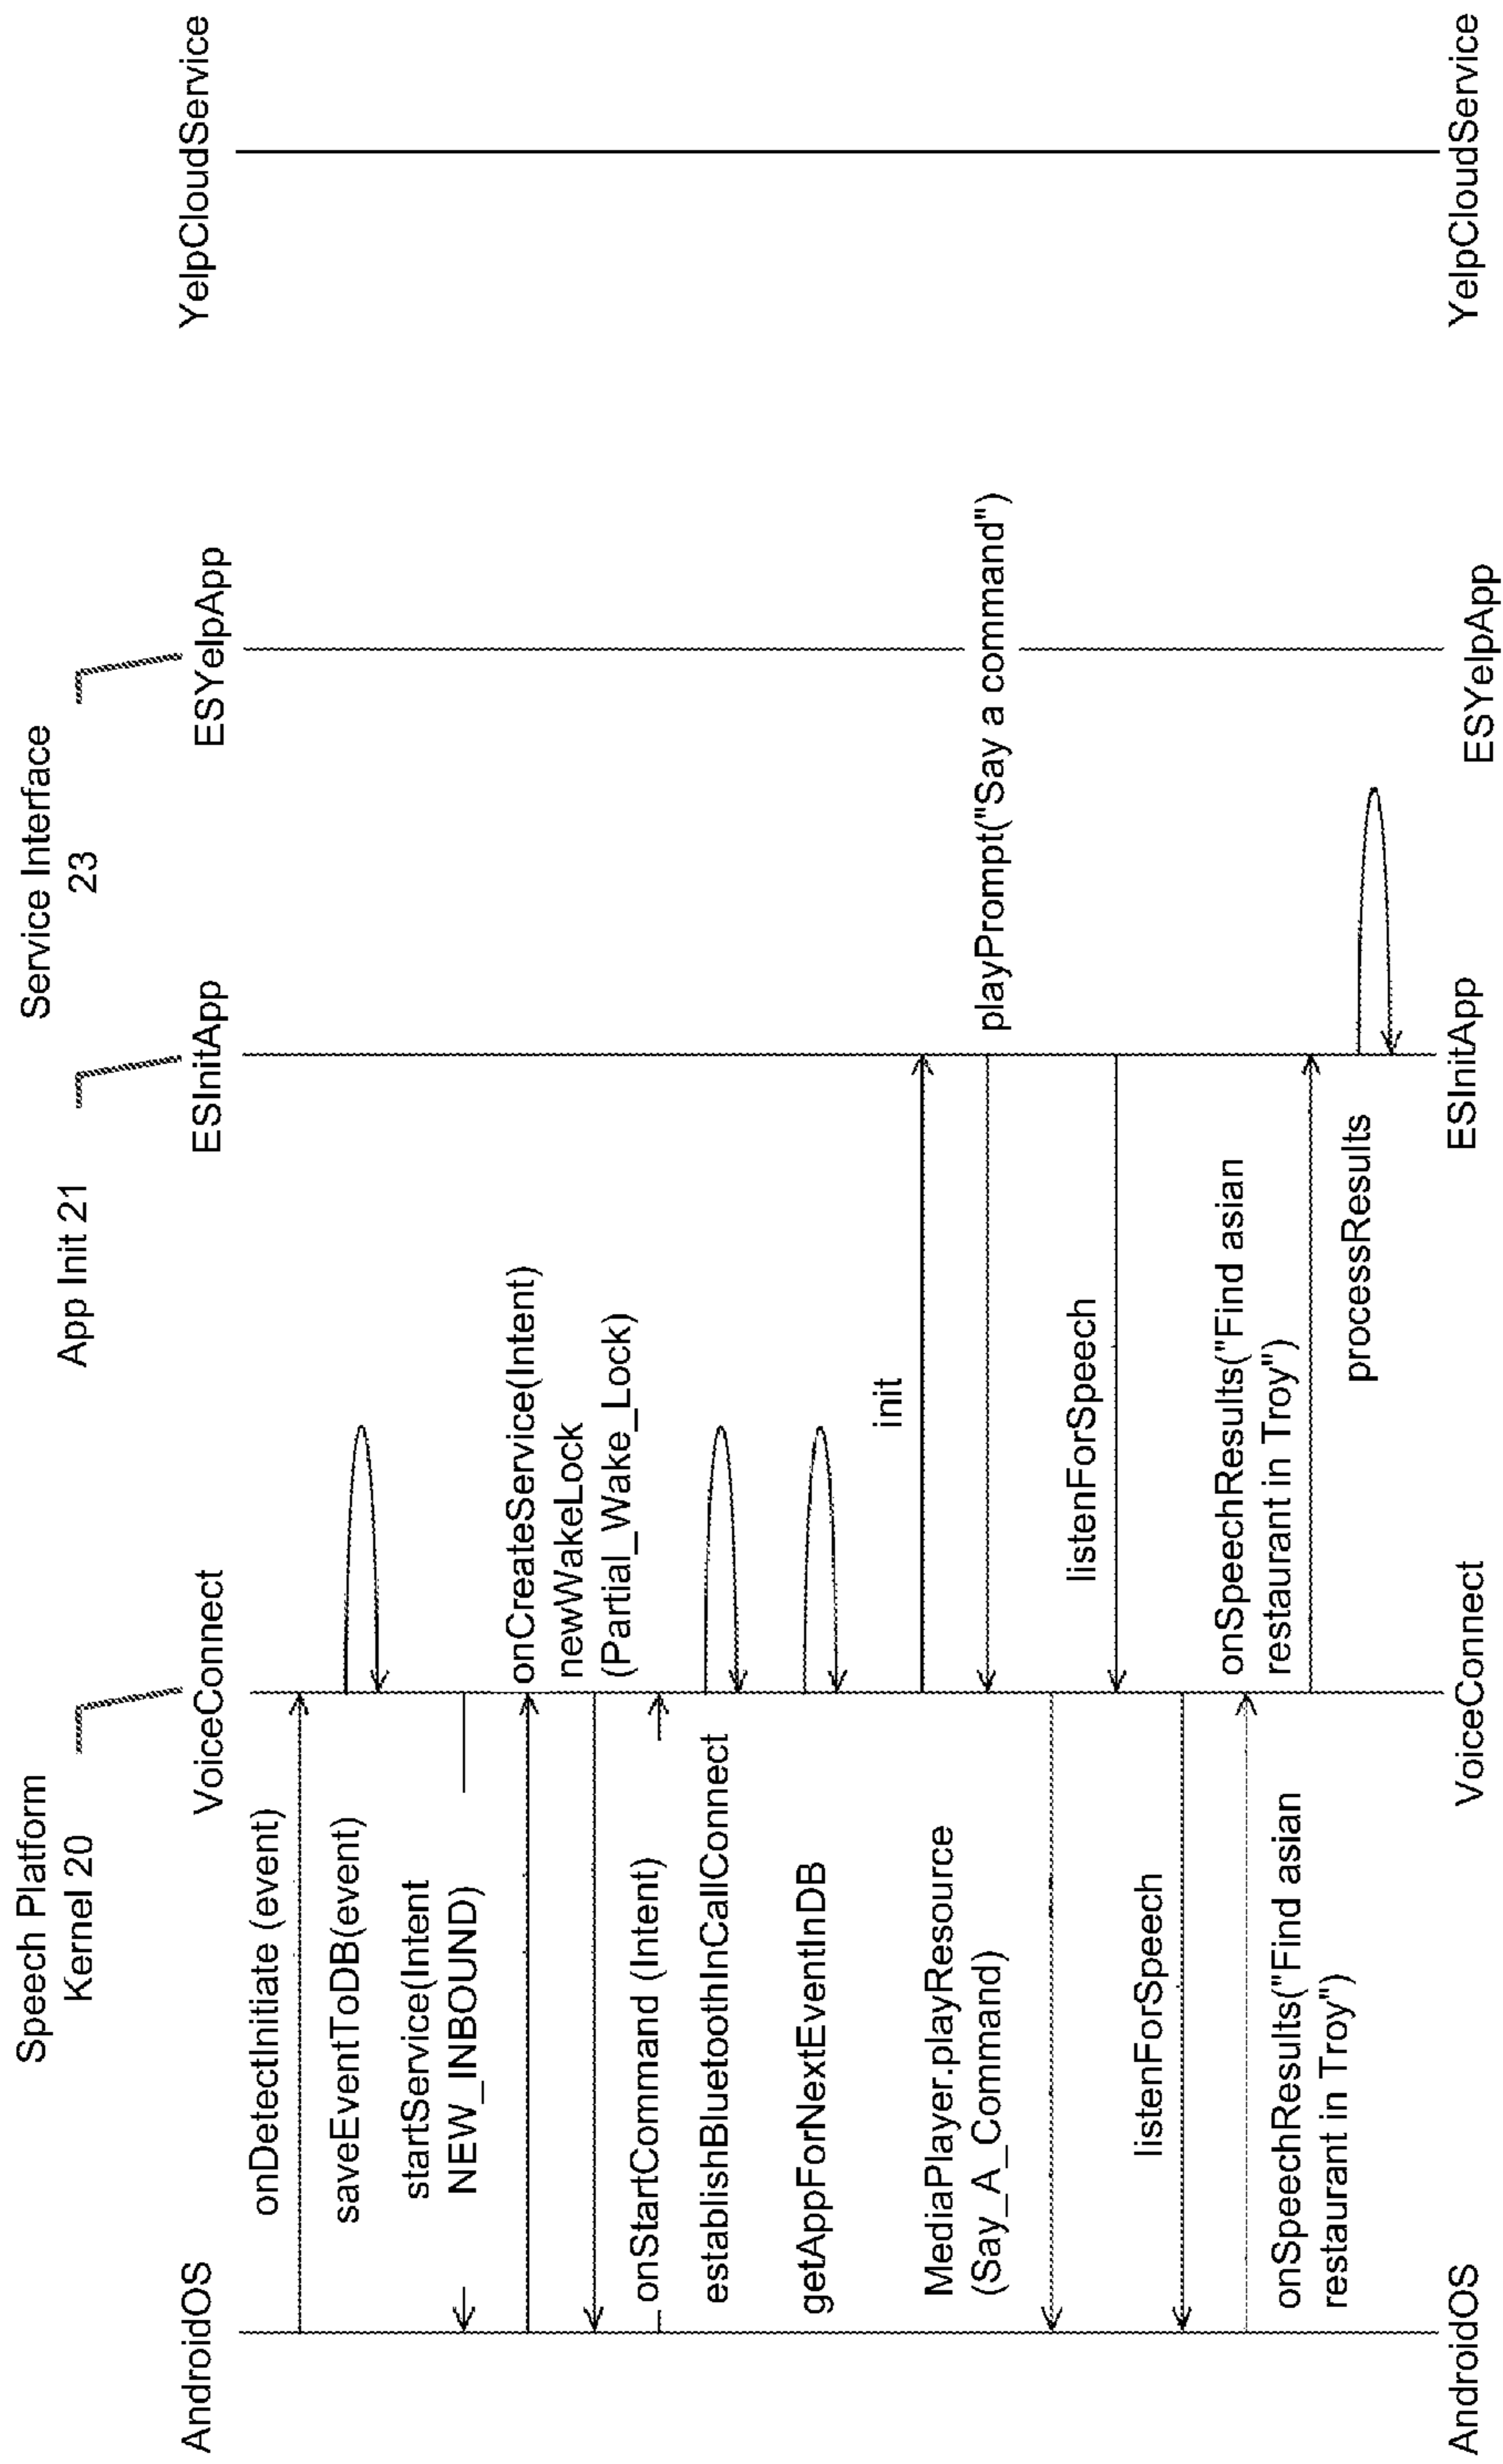 Speech Platform
Kernel 20
App Init 21
Service Interface
23
AndroidOS
VoiceConnect
ESInitApp
ESYelpApp
YelpCloudService
onDetectInitiate (event)
saveEventToDB(event)
startService(Intent
NEW_INBOUND)
onCreateService(Intent)
newWakeLock
(Partial_Wake_Lock)
onStartCommand (Intent)
establishBluetoothInCallConnect
getAppForNextEventInDB
init
playPrompt("Say a command")
MediaPlayer.playResource
(Say_A_Command)
listenForSpeech
listenForSpeech
onSpeechResults("Find asian
restaurant in Troy")
onSpeechResults("Find asian
restaurant in Troy")
processResults
AndroidOS
VoiceConnect
ESInitApp
ESYelpApp
YelpCloudService